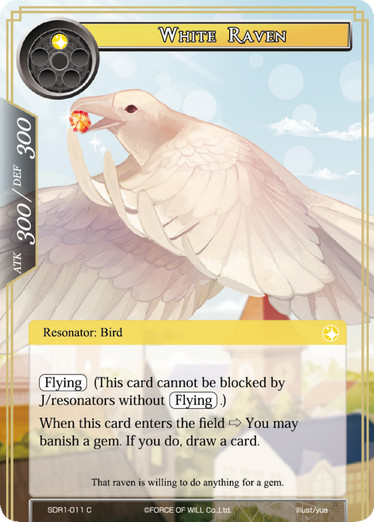 White Raven
ATK 300 / DEF 300
Resonator: Bird
Flying (This card cannot be blocked by
J/resonators without Flying.)
When this card enters the field ⇨ You may
banish a gem. If you do, draw a card.
That raven is willing to do anything for a gem.
SDR1-011 C ©FORCE OF WILL Co.,Ltd. Illust/yua